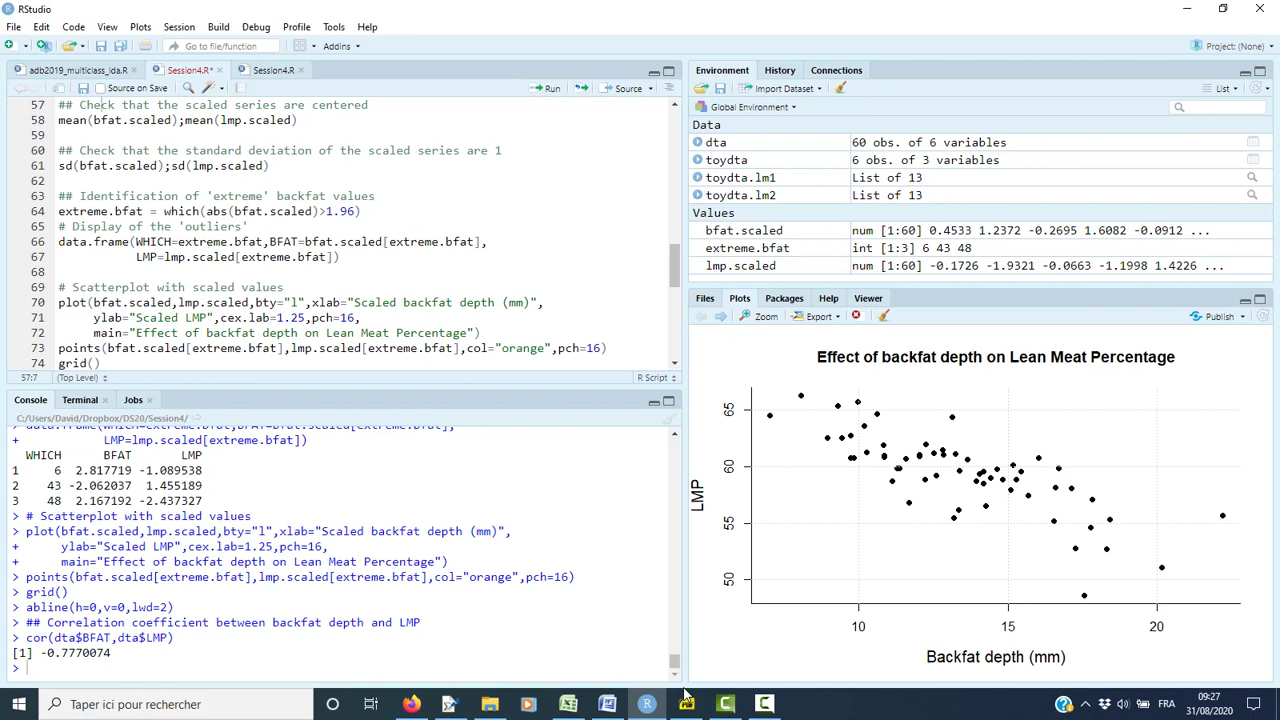 RStudio
File Edit Code View Plots Session Build Debug Profile Tools Help
Go to file/function Addins Project: (None)
adb2019_multiclass_lda.R Session4.R* Session4.R
Source on Save Run Source
57 ## Check that the scaled series are centered
58 mean(bfat.scaled);mean(lmp.scaled)
59
60 ## Check that the standard deviation of the scaled series are 1
61 sd(bfat.scaled);sd(lmp.scaled)
62
63 ## Identification of 'extreme' backfat values
64 extreme.bfat = which(abs(bfat.scaled)>1.96)
65 # Display of the 'outliers'
66 data.frame(WHICH=extreme.bfat,BFAT=bfat.scaled[extreme.bfat],
67 LMP=lmp.scaled[extreme.bfat])
68
69 # Scatterplot with scaled values
70 plot(bfat.scaled,lmp.scaled,bty="l",xlab="Scaled backfat depth (mm)",
71 ylab="Scaled LMP",cex.lab=1.25,pch=16,
72 main="Effect of backfat depth on Lean Meat Percentage")
73 points(bfat.scaled[extreme.bfat],lmp.scaled[extreme.bfat],col="orange",pch=16)
74 grid()
57:7 (Top Level) R Script
Console Terminal Jobs
C:/Users/David/Dropbox/DS20/Session4/
data.frame(WHICH=extreme.bfat,BFAT=bfat.scaled[extreme.bfat],
+ LMP=lmp.scaled[extreme.bfat])
WHICH BFAT LMP
1 6 2.817719 -1.089538
2 43 -2.062037 1.455189
3 48 2.167192 -2.437327
> # Scatterplot with scaled values
> plot(bfat.scaled,lmp.scaled,bty="l",xlab="Scaled backfat depth (mm)",
+ ylab="Scaled LMP",cex.lab=1.25,pch=16,
+ main="Effect of backfat depth on Lean Meat Percentage")
> points(bfat.scaled[extreme.bfat],lmp.scaled[extreme.bfat],col="orange",pch=16)
> grid()
> abline(h=0,v=0,lwd=2)
> ## Correlation coefficient between backfat depth and LMP
> cor(dta$BFAT,dta$LMP)
[1] -0.7770074
>
Environment History Connections
Import Dataset List
Global Environment
Data
dta 60 obs. of 6 variables
toydta 6 obs. of 3 variables
toydta.lm1 List of 13
toydta.lm2 List of 13
Values
bfat.scaled num [1:60] 0.4533 1.2372 -0.2695 1.6082 -0.0912 ...
extreme.bfat int [1:3] 6 43 48
lmp.scaled num [1:60] -0.1726 -1.9321 -0.0663 -1.1998 1.4226 ...
Files Plots Packages Help Viewer
Zoom Export Publish
Effect of backfat depth on Lean Meat Percentage
65
60
55
50
LMP
10 15 20
Backfat depth (mm)
Taper ici pour rechercher
FRA
09:27
31/08/2020